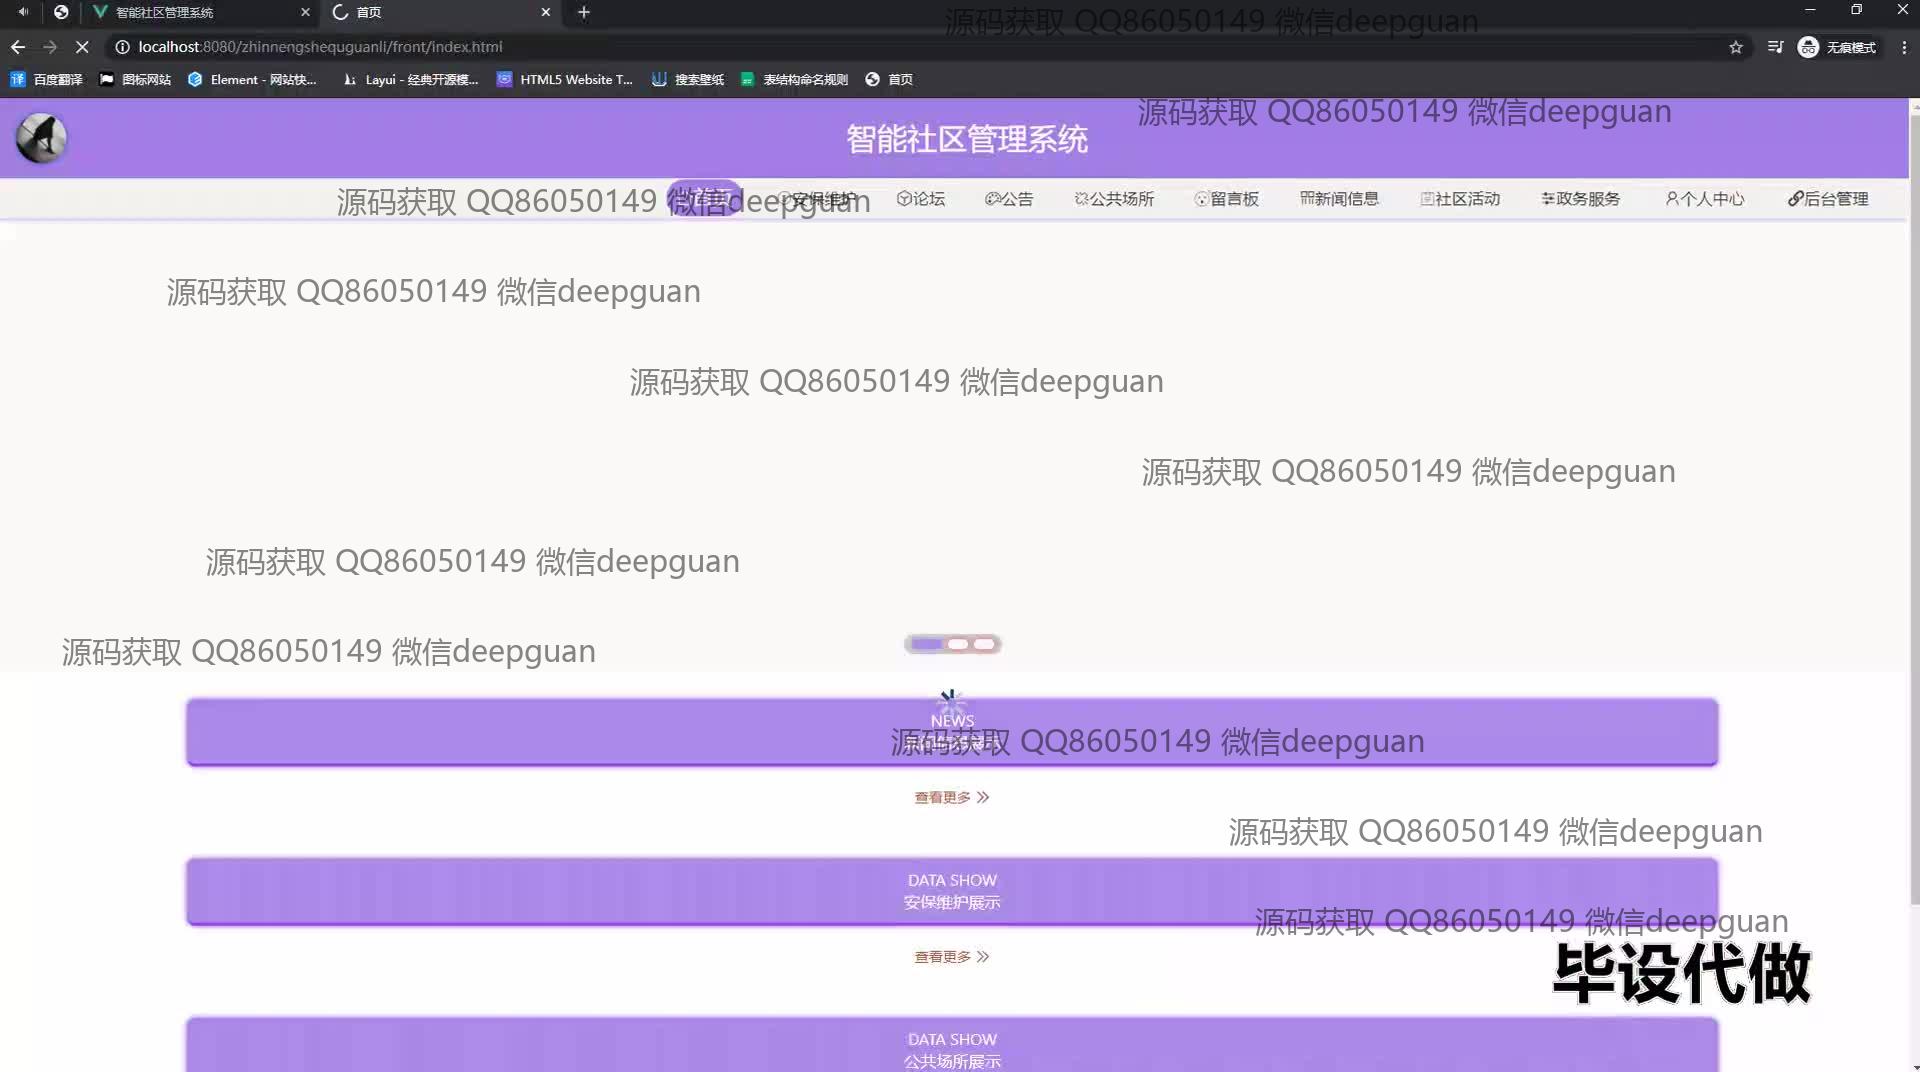 智能社区管理系统
首页
源码获取 QQ86050149 微信deepguan
localhost:8080/zhinnengshequguanli/front/index.html
无痕模式
百度翻译
图标网站
Element - 网站快...
Layui - 经典开源模...
HTML5 Website T...
搜索壁纸
表结构命名规则
首页
源码获取 QQ86050149 微信deepguan
智能社区管理系统
源码获取 QQ86050149 微信deepguan
首页
安保维护
论坛
公告
公共场所
留言板
新闻信息
社区活动
政务服务
个人中心
后台管理
源码获取 QQ86050149 微信deepguan
源码获取 QQ86050149 微信deepguan
源码获取 QQ86050149 微信deepguan
源码获取 QQ86050149 微信deepguan
源码获取 QQ86050149 微信deepguan
NEWS
源码获取 QQ86050149 微信deepguan
查看更多
源码获取 QQ86050149 微信deepguan
DATA SHOW
安保维护展示
源码获取 QQ86050149 微信deepguan
查看更多
毕设代做
DATA SHOW
公共场所展示